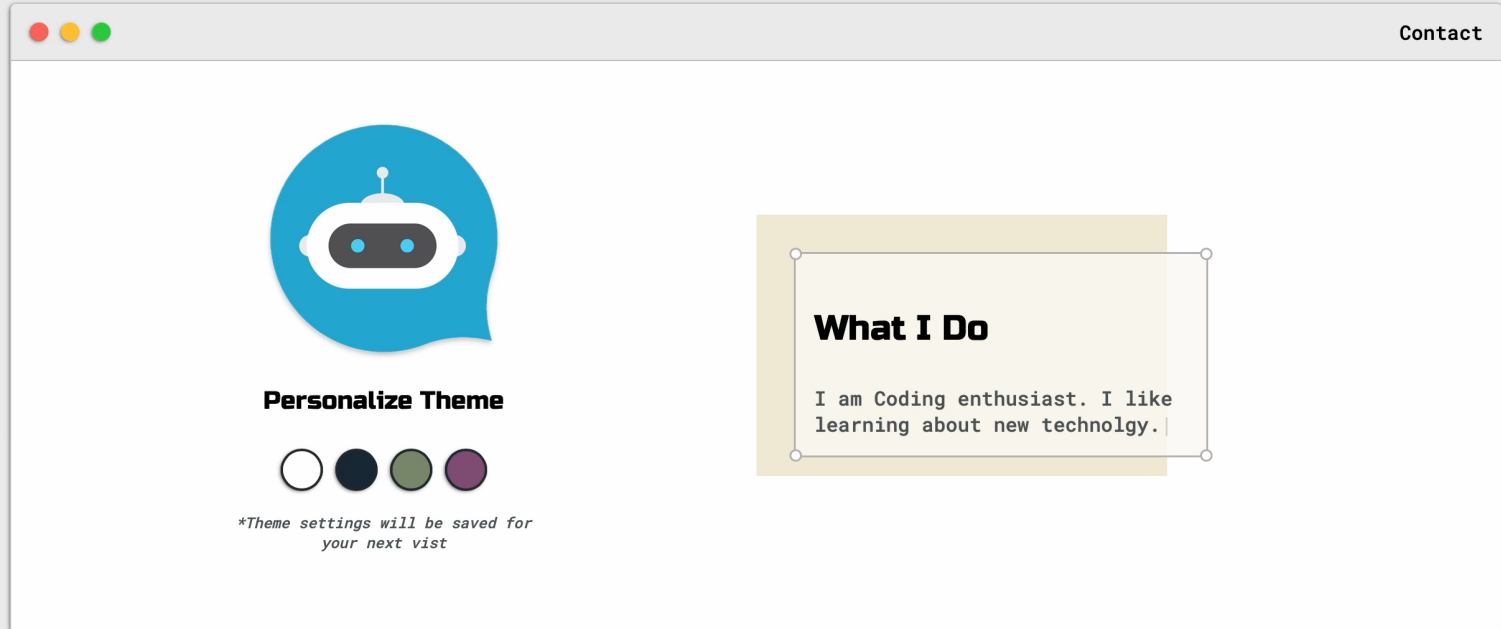 Contact
Personalize Theme
*Theme settings will be saved for
your next vist
What I Do
I am Coding enthusiast. I like
learning about new technolgy.